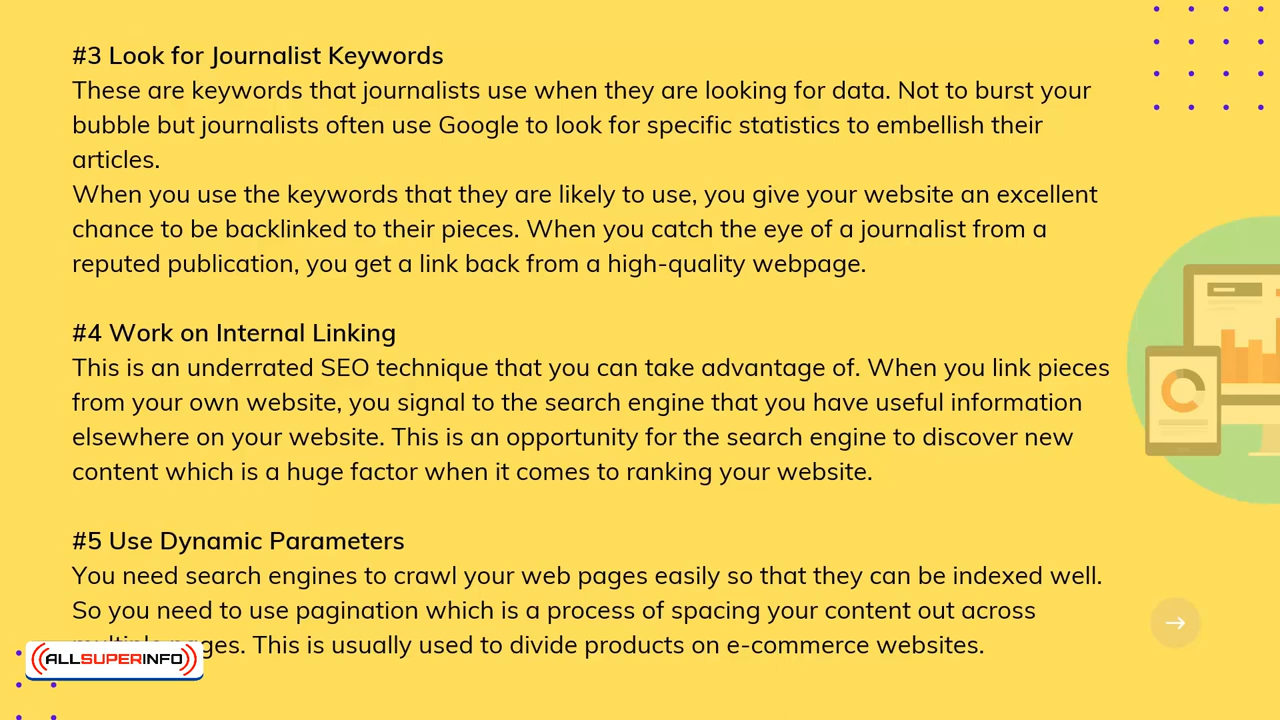 #3 Look for Journalist Keywords
These are keywords that journalists use when they are looking for data. Not to burst your
bubble but journalists often use Google to look for specific statistics to embellish their
articles.
When you use the keywords that they are likely to use, you give your website an excellent
chance to be backlinked to their pieces. When you catch the eye of a journalist from a
reputed publication, you get a link back from a high-quality webpage.
#4 Work on Internal Linking
This is an underrated SEO technique that you can take advantage of. When you link pieces
from your own website, you signal to the search engine that you have useful information
elsewhere on your website. This is an opportunity for the search engine to discover new
content which is a huge factor when it comes to ranking your website.
#5 Use Dynamic Parameters
You need search engines to crawl your web pages easily so that they can be indexed well.
So you need to use pagination which is a process of spacing your content out across
multiple pages. This is usually used to divide products on e-commerce websites.
ALLSUPERINFO